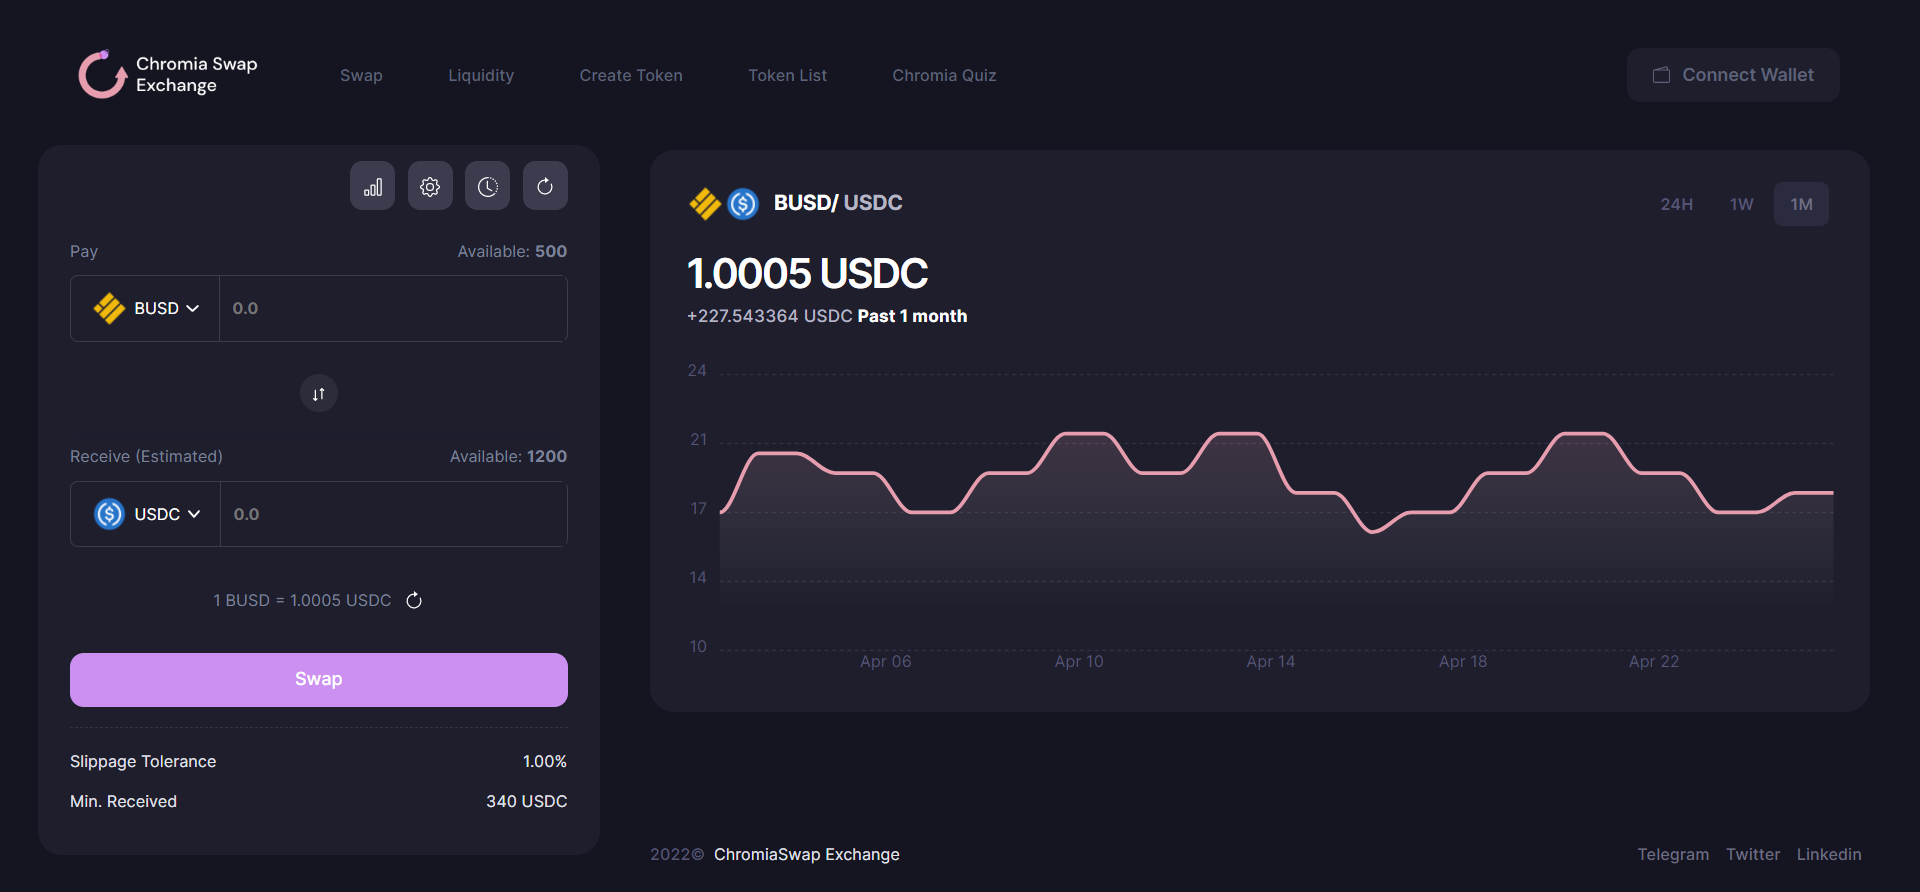 Chromia Swap
Exchange
Swap
Liquidity
Create Token
Token List
Chromia Quiz
Connect Wallet
Pay
Available: 500
BUSD
0.0
Receive (Estimated)
Available: 1200
USDC
0.0
1 BUSD = 1.0005 USDC
Swap
Slippage Tolerance
1.00%
Min. Received
340 USDC
BUSD/ USDC
24H
1W
1M
1.0005 USDC
+227.543364 USDC Past 1 month
24
21
17
14
10
Apr 06
Apr 10
Apr 14
Apr 18
Apr 22
2022© ChromiaSwap Exchange
Telegram
Twitter
Linkedin